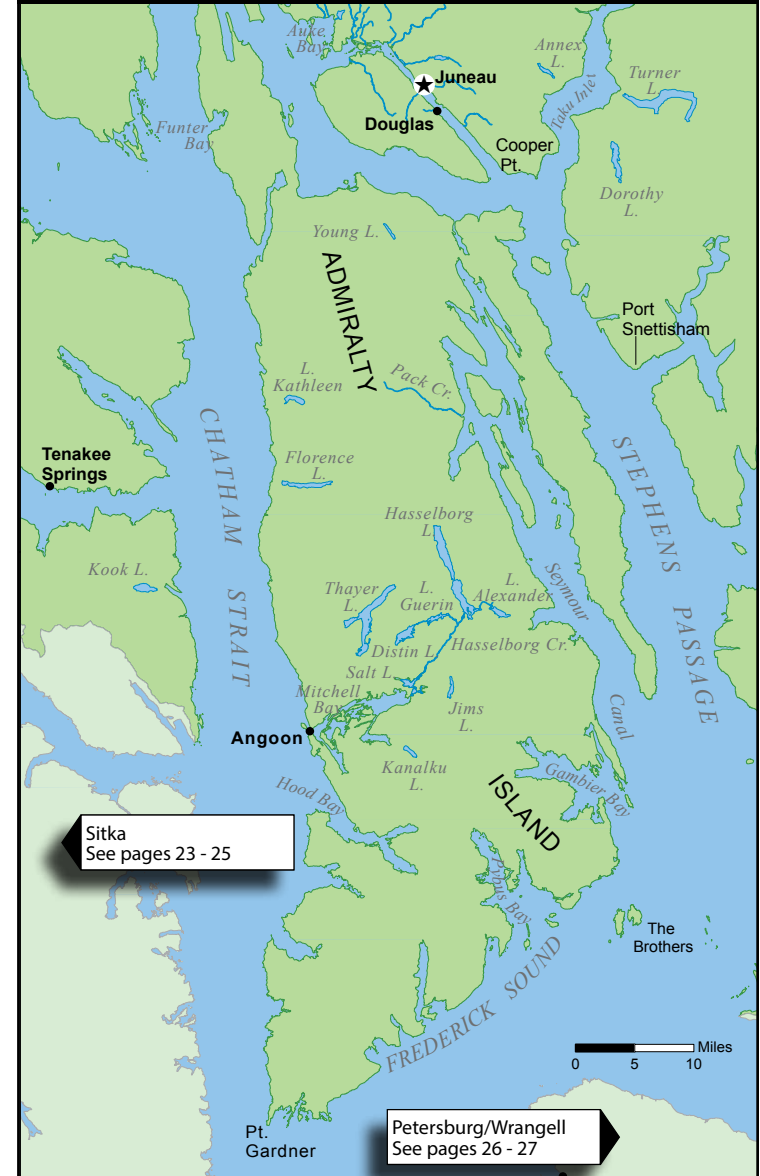 Auke
Bay
Juneau
Douglas
Annex
L.
Taku Inlet
Turner
L.
Funter
Bay
Cooper
Pt.
Dorothy
L.
Young L.
ADMIRALTY
Port
Snettisham
L.
Kathleen
Pack Cr.
CHATHAM STRAIT
STEPHENS PASSAGE
Tenakee
Springs
Florence
L.
Hasselborg
L.
Kook L.
Thayer
L.
L.
Guerin
L.
Alexander
Seymour
Canal
Distin L.
Hasselborg Cr.
Salt L.
Mitchell
Bay
Jims
L.
Angoon
Kanalku
L.
Hood Bay
ISLAND
Gambier Bay
Sitka
See pages 23 - 25
Pybus Bay
The
Brothers
FREDERICK SOUND
Miles
0 5 10
Pt.
Gardner
Petersburg/Wrangell
See pages 26 - 27